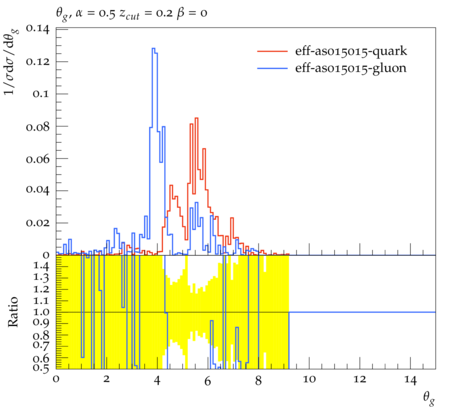 θg, α = 0.5 zcut = 0.2 β = 0
0.14
eff-as015015-quark
eff-as015015-gluon
0.12
0.1
0.08
0.06
0.04
0.02
0
1/σdσ/dθg
1.4
1.3
1.2
1.1
1.0
0.9
0.8
0.7
0.6
0.5
Ratio
0 2 4 6 8 10 12 14
θg